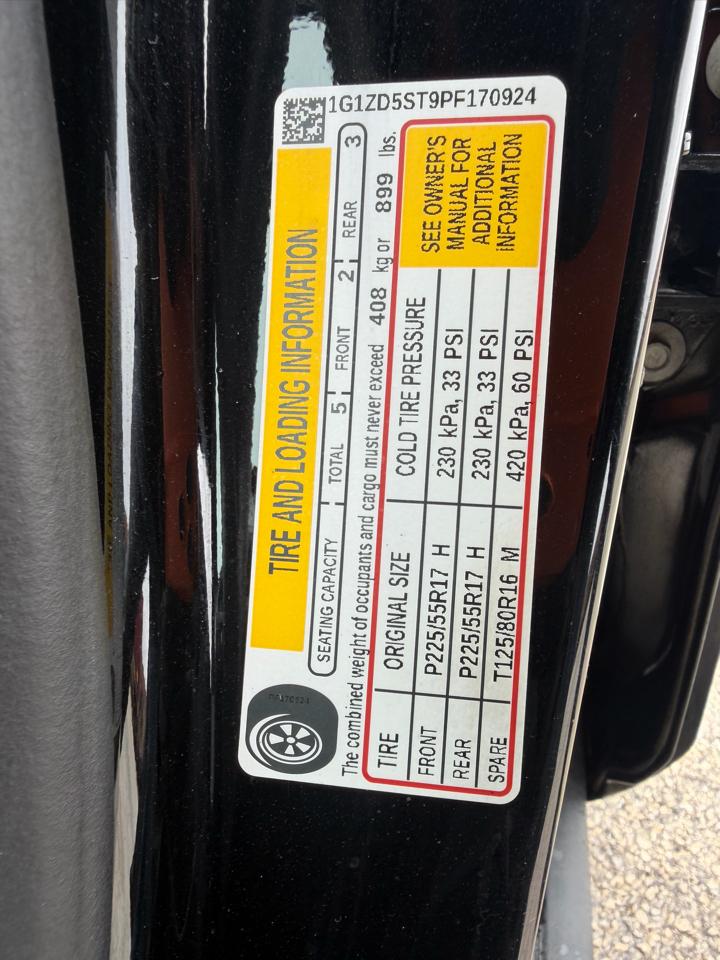 1G1ZD5ST9PF170924
TIRE AND LOADING INFORMATION
SEATING CAPACITY TOTAL 5 FRONT 2 REAR 3
The combined weight of occupants and cargo must never exceed 408 kg or 899 lbs.
TIRE ORIGINAL SIZE COLD TIRE PRESSURE
FRONT P225/55R17 H 230 kPa, 33 PSI
REAR P225/55R17 H 230 kPa, 33 PSI
SPARE T125/80R16 M 420 kPa, 60 PSI
SEE OWNER'S
MANUAL FOR
ADDITIONAL
INFORMATION
PF170924